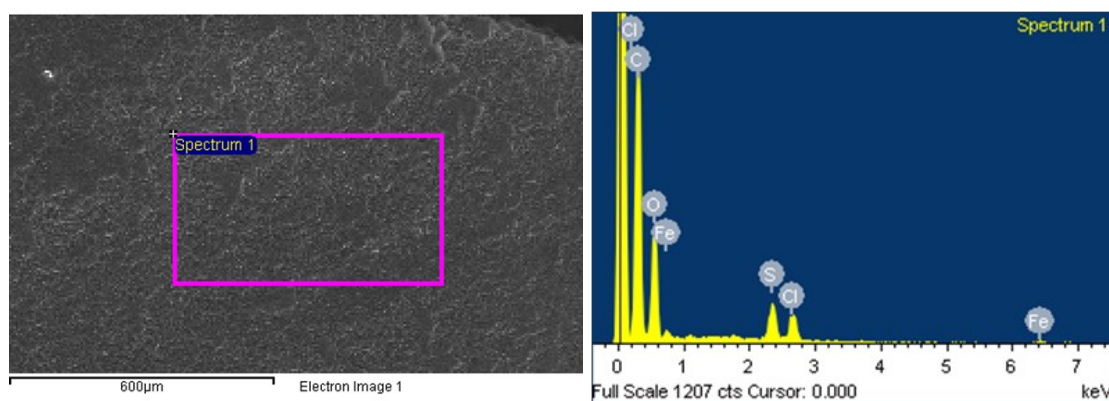 Spectrum 1
600µm
Electron Image 1
Spectrum 1
Cl
C
O
Fe
S
Cl
Fe
0 1 2 3 4 5 6 7
Full Scale 1207 cts Cursor: 0.000
keV